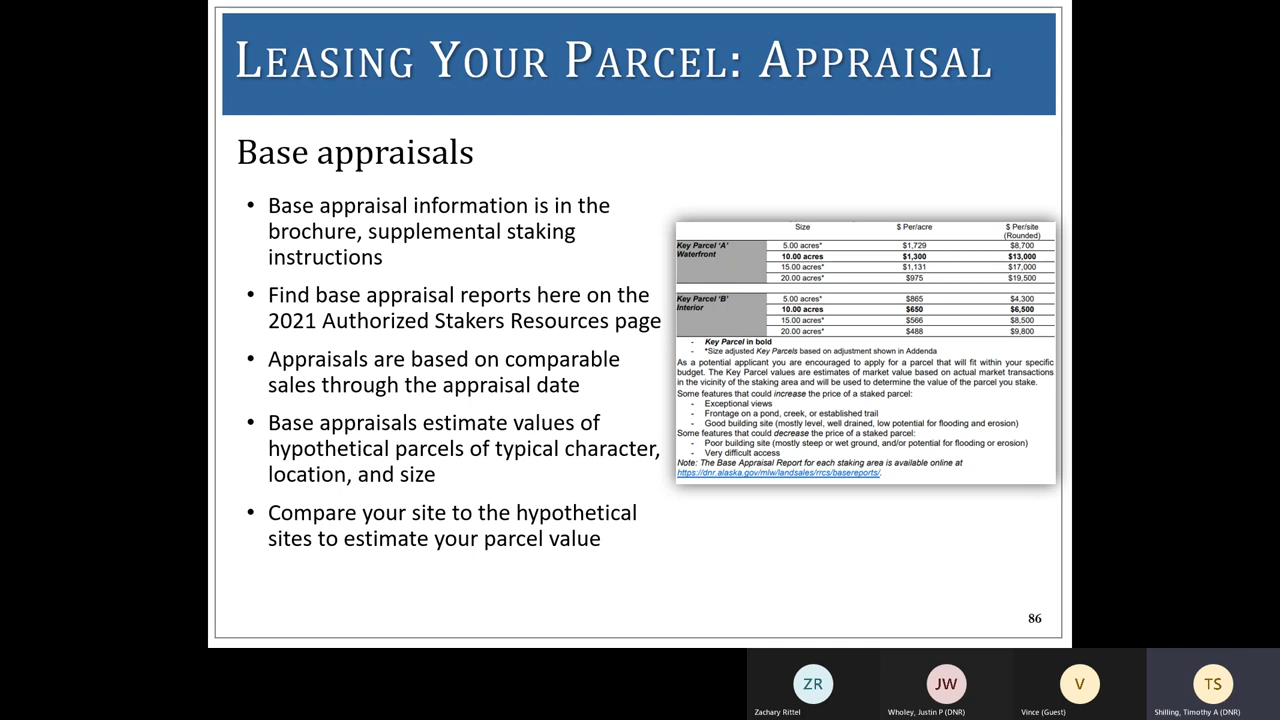 LEASING YOUR PARCEL: APPRAISAL
Base appraisals
• Base appraisal information is in the
brochure, supplemental staking
instructions
• Find base appraisal reports here on the
2021 Authorized Stakers Resources page
• Appraisals are based on comparable
sales through the appraisal date
• Base appraisals estimate values of
hypothetical parcels of typical character,
location, and size
• Compare your site to the hypothetical
sites to estimate your parcel value
Size $ Per/acre $ Per/site
(Rounded)
Key Parcel 'A' 5.00 acres* $1,729 $8,700
Waterfront 10.00 acres $1,300 $13,000
15.00 acres* $1,131 $17,000
20.00 acres* $975 $19,500
Key Parcel 'B' 5.00 acres* $865 $4,300
Interior 10.00 acres $650 $6,500
15.00 acres* $566 $8,500
20.00 acres* $488 $9,800
- Key Parcel in bold
- *Size adjusted Key Parcels based on adjustment shown in Addenda
As a potential applicant you are encouraged to apply for a parcel that will fit within your specific
budget. The Key Parcel values are estimates of market value based on actual market transactions
in the vicinity of the staking area and will be used to determine the value of the parcel you stake.
Some features that could increase the price of a staked parcel:
- Exceptional views
- Frontage on a pond, creek, or established trail
- Good building site (mostly level, well drained, low potential for flooding and erosion)
Some features that could decrease the price of a staked parcel:
- Poor building site (mostly steep or wet ground, and/or potential for flooding or erosion)
- Very difficult access
Note: The Base Appraisal Report for each staking area is available online at
https://dnr.alaska.gov/mlw/landsales/rrcs/basereports/.
86
ZR JW V TS
Zachary Rittel Wholey, Justin P (DNR) Vince (Guest) Shilling, Timothy A (DNR)